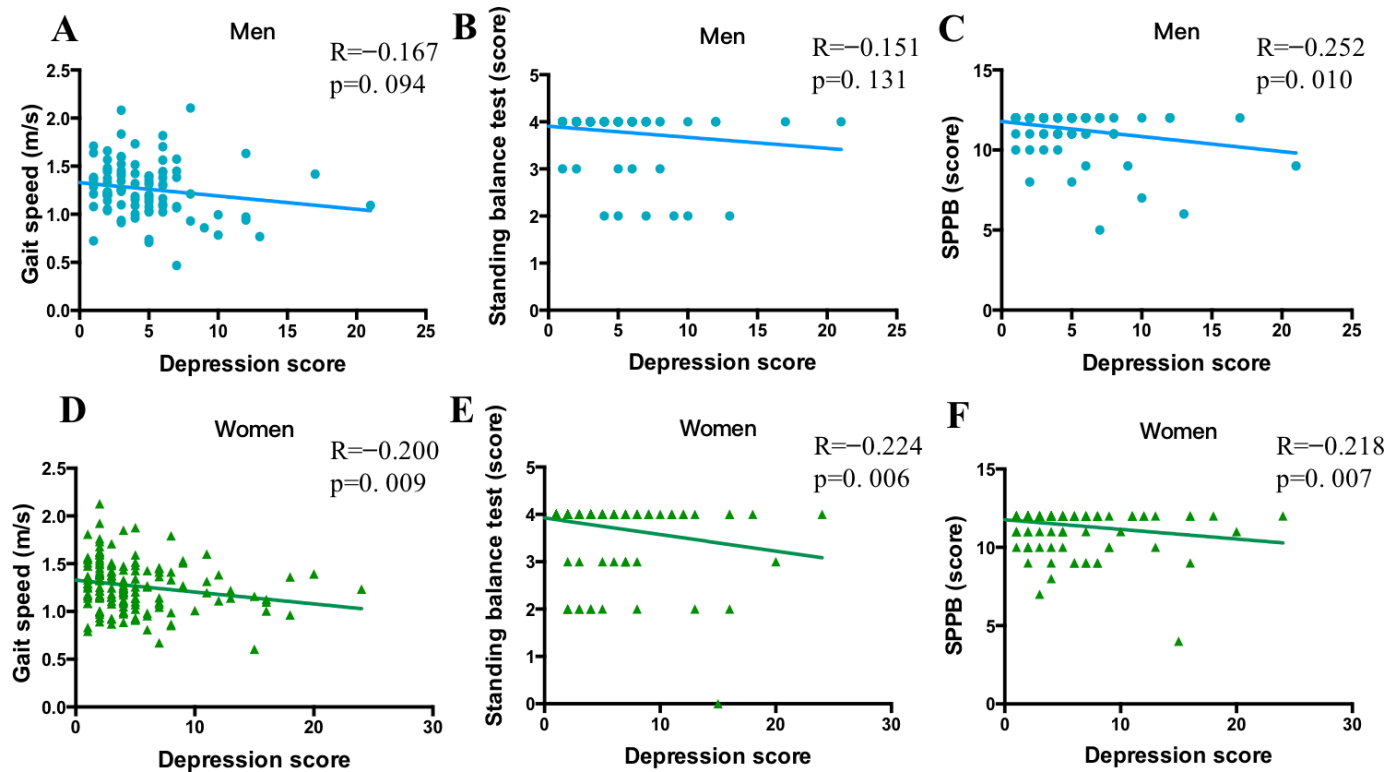 A
Men
R=−0.167
p=0. 094
Gait speed (m/s)
2.5
2.0
1.5
1.0
0.5
0.0
0 5 10 15 20 25
Depression score
B
Men
R=−0.151
p=0. 131
Standing balance test (score)
5
4
3
2
1
0
0 5 10 15 20 25
Depression score
C
Men
R=−0.252
p=0. 010
SPPB (score)
15
10
5
0
0 5 10 15 20 25
Depression score
D
Women
R=−0.200
p=0. 009
Gait speed (m/s)
2.5
2.0
1.5
1.0
0.5
0.0
0 10 20 30
Depression score
E
Women
R=−0.224
p=0. 006
Standing balance test (score)
5
4
3
2
1
0
0 10 20 30
Depression score
F
Women
R=−0.218
p=0. 007
SPPB (score)
15
10
5
0
0 10 20 30
Depression score